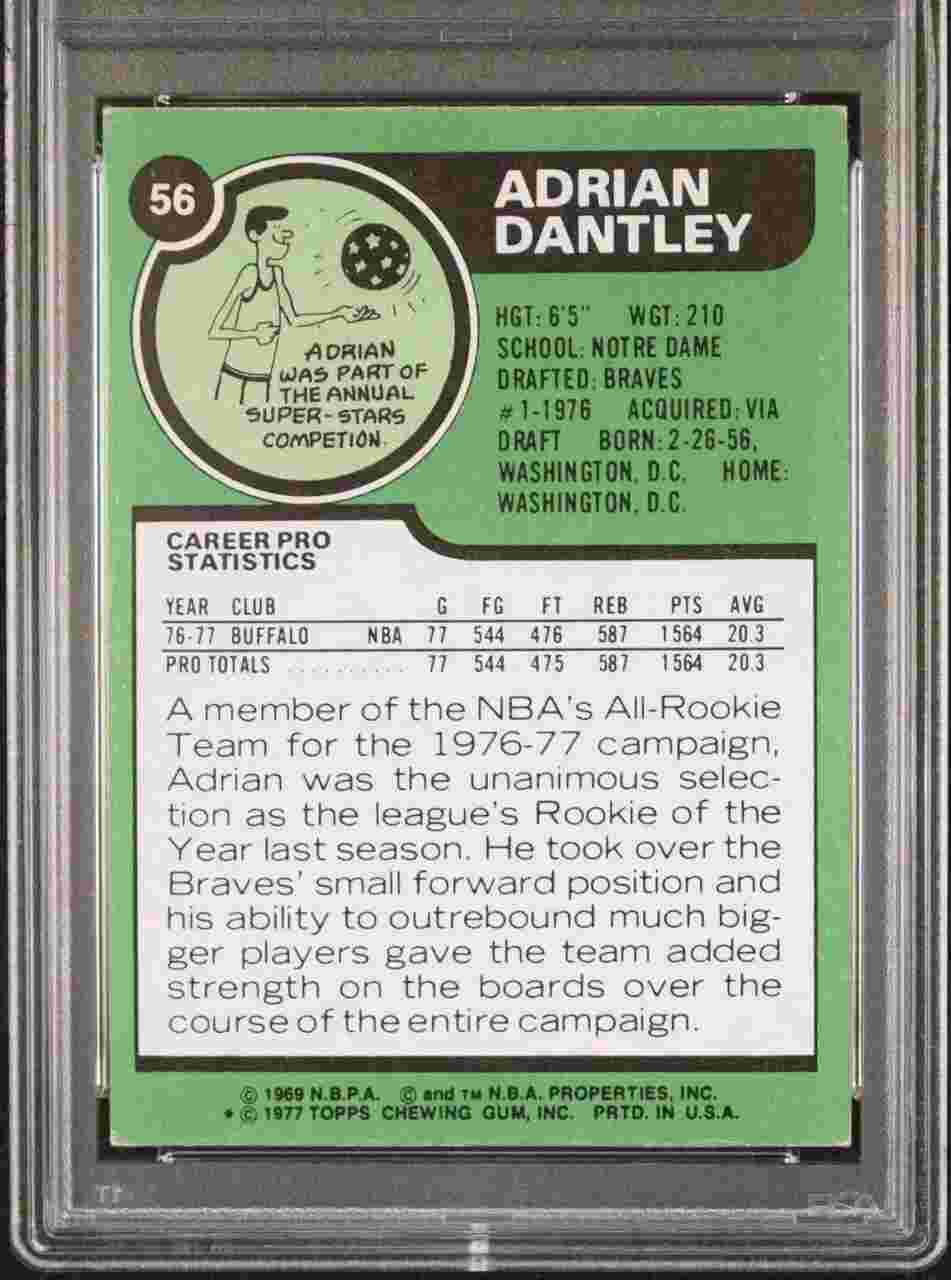 56
ADRIAN
DANTLEY
ADRIAN
WAS PART OF
THE ANNUAL
SUPER-STARS
COMPETION.
HGT: 6'5" WGT: 210
SCHOOL: NOTRE DAME
DRAFTED: BRAVES
#1-1976 ACQUIRED: VIA
DRAFT BORN: 2-26-56,
WASHINGTON, D.C. HOME:
WASHINGTON, D.C.
CAREER PRO
STATISTICS
YEAR CLUB G FG FT REB PTS AVG
76-77 BUFFALO NBA 77 544 476 587 1564 20.3
PRO TOTALS .......... 77 544 475 587 1564 20.3
A member of the NBA's All-Rookie
Team for the 1976-77 campaign,
Adrian was the unanimous selec-
tion as the league's Rookie of the
Year last season. He took over the
Braves' small forward position and
his ability to outrebound much big-
ger players gave the team added
strength on the boards over the
course of the entire campaign.
© 1969 N.B.P.A. © and TM N.B.A. PROPERTIES, INC.
* © 1977 TOPPS CHEWING GUM, INC. PRTD. IN U.S.A.
PSA